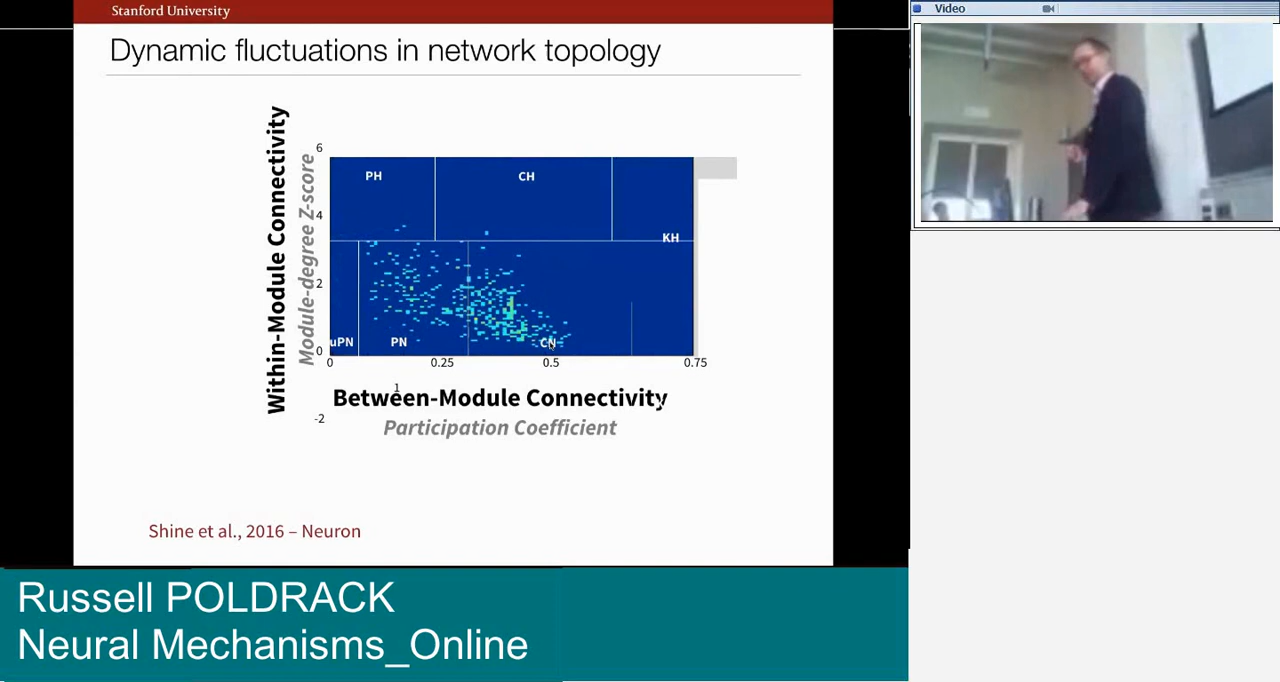 Stanford University
Dynamic fluctuations in network topology
Within-Module Connectivity
Module-degree Z-score
6
4
2
0
-2
PH
CH
KH
uPN
PN
CN
0
0.25
0.5
0.75
1
Between-Module Connectivity
Participation Coefficient
Shine et al., 2016 – Neuron
Russell POLDRACK
Neural Mechanisms_Online
Video